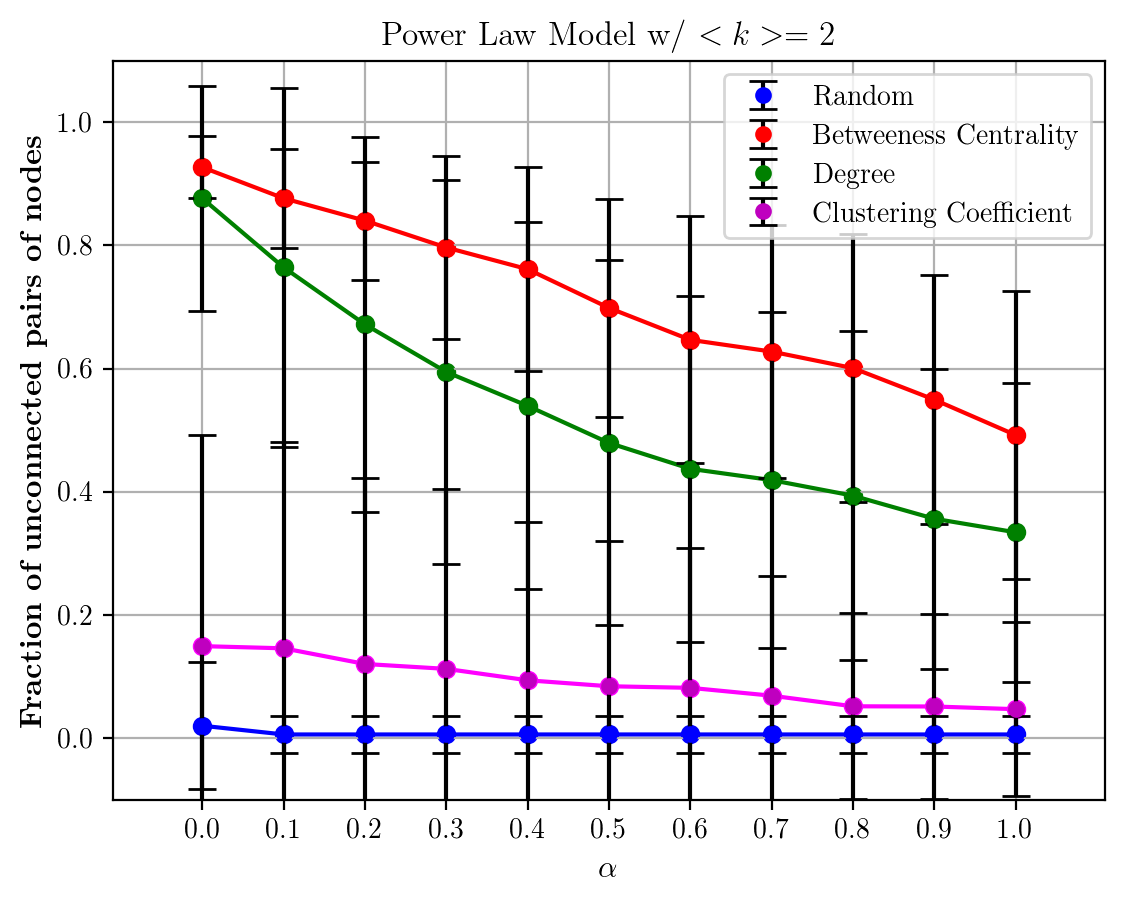 Power Law Model w/ < k >= 2
Random
Betweeness Centrality
Degree
Clustering Coefficient
Fraction of unconnected pairs of nodes
1.0
0.8
0.6
0.4
0.2
0.0
0.0 0.1 0.2 0.3 0.4 0.5 0.6 0.7 0.8 0.9 1.0
α